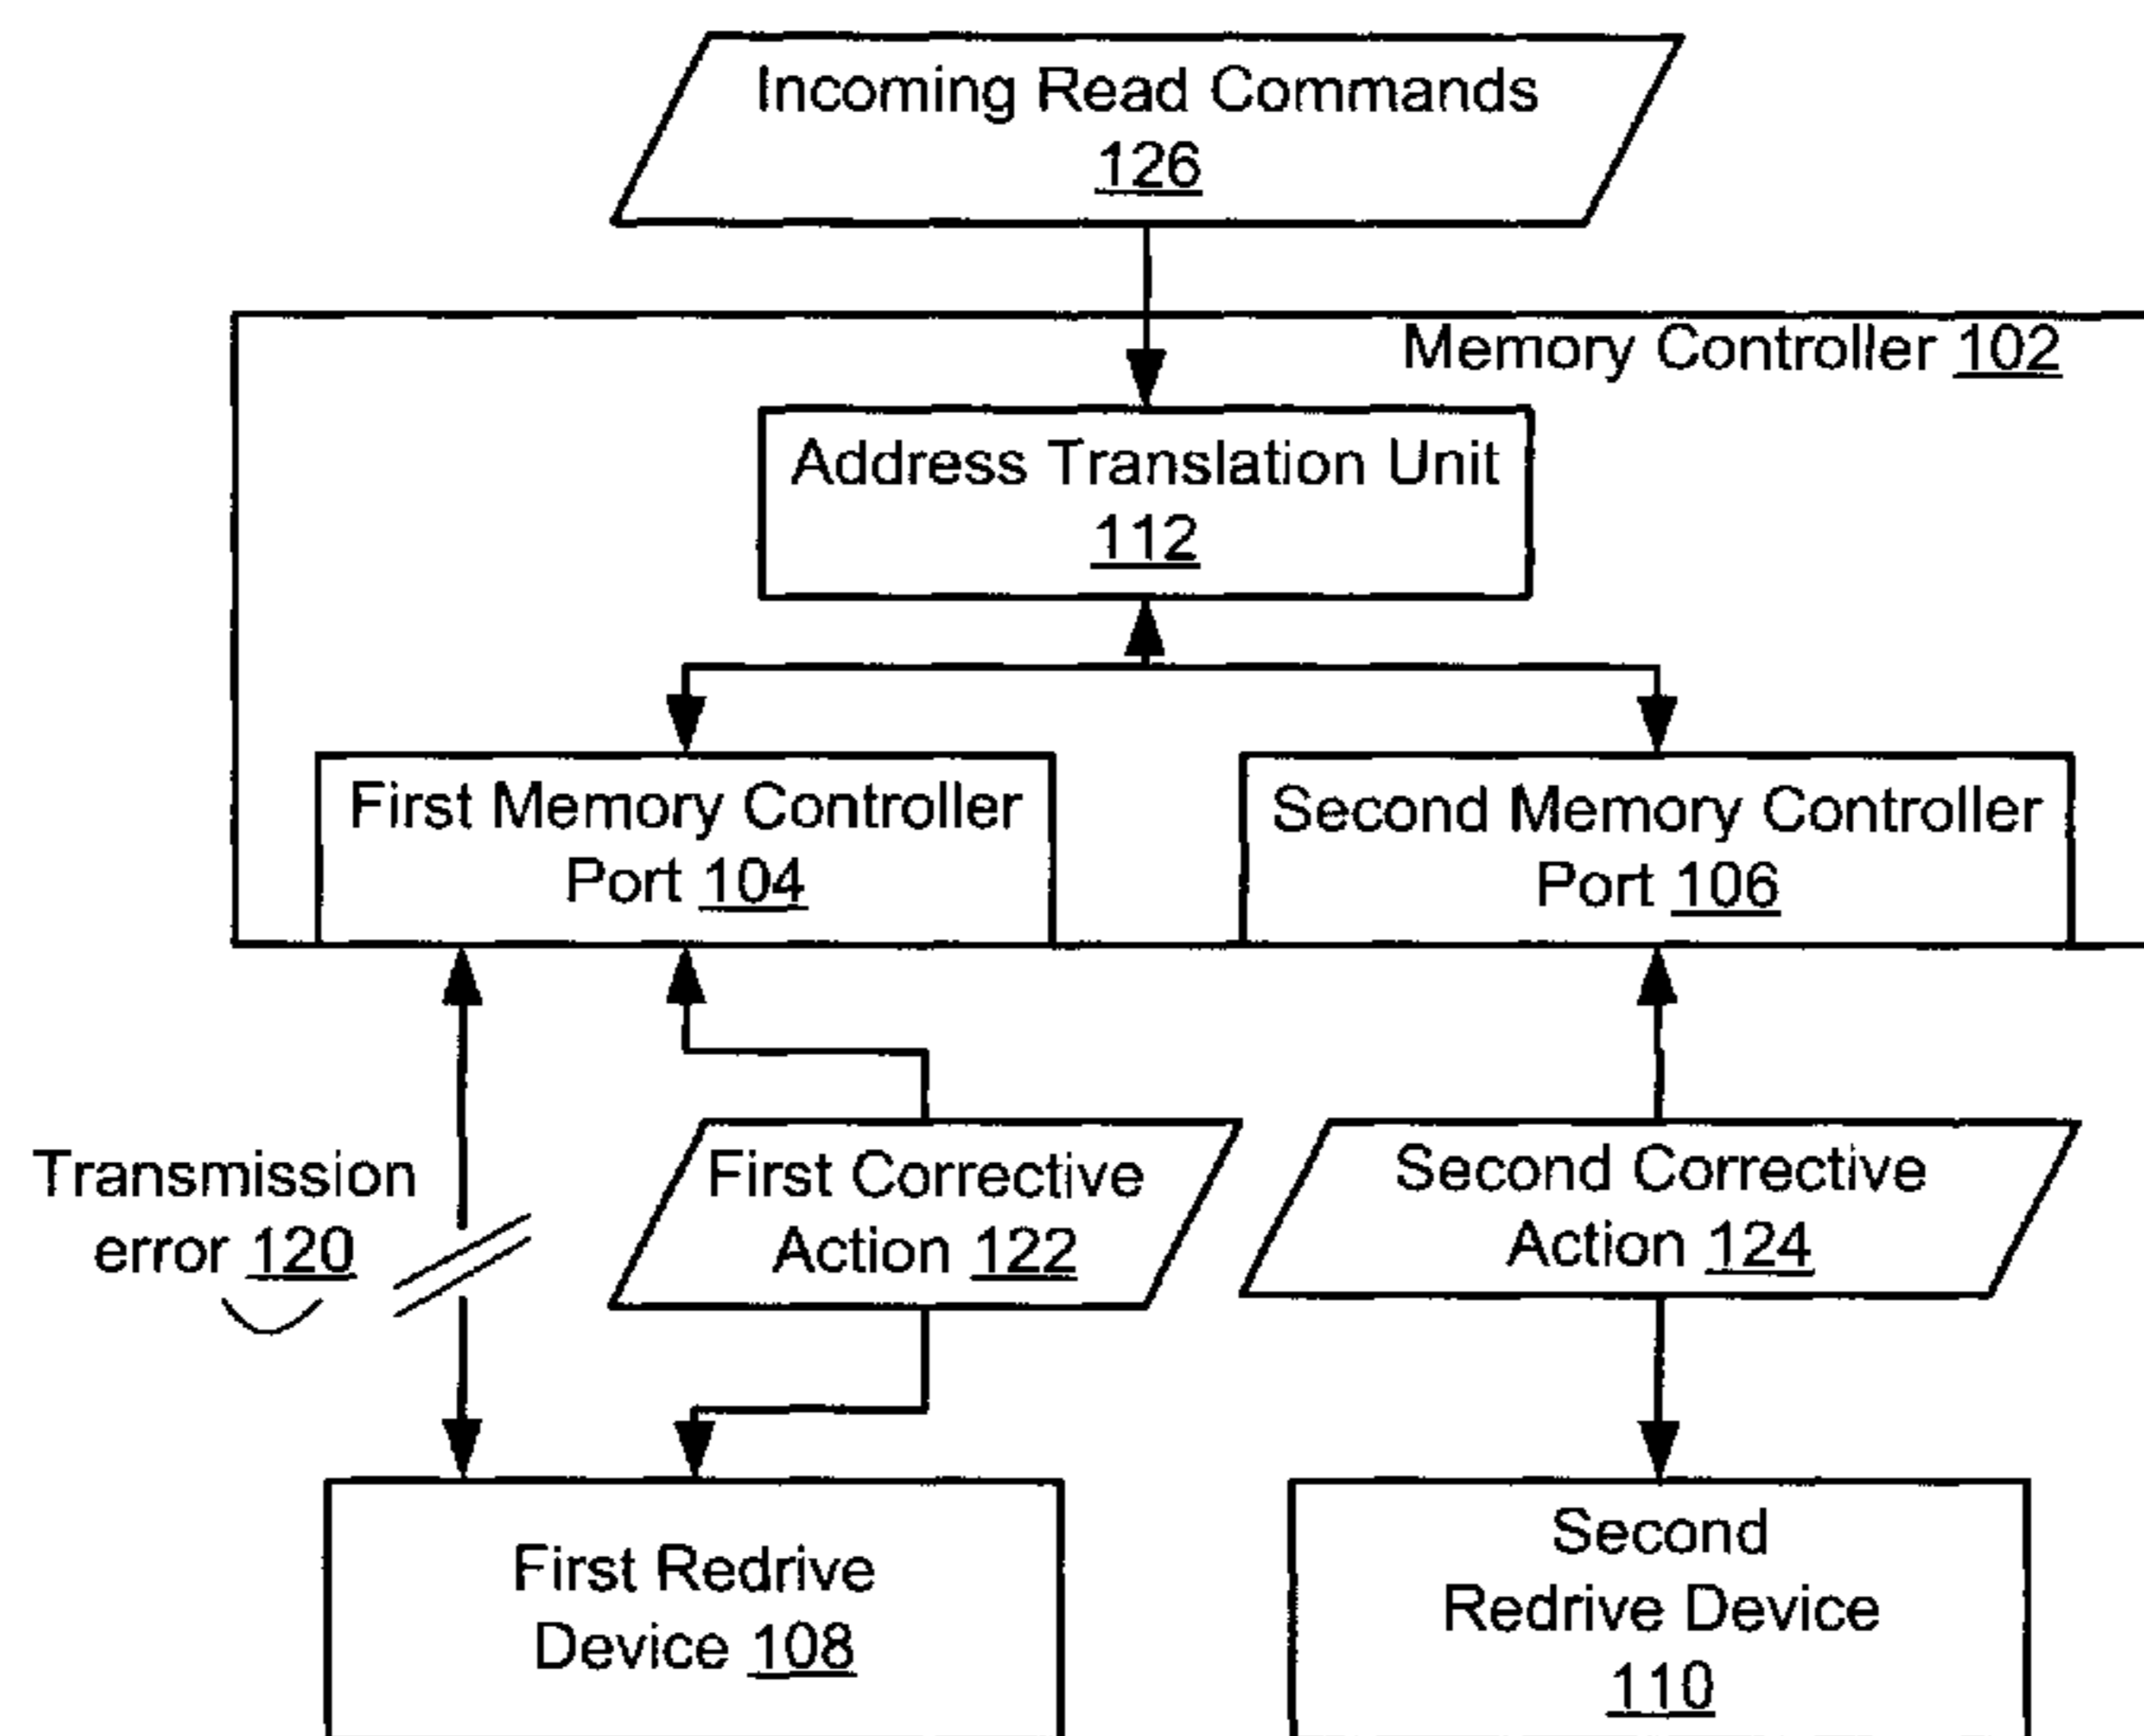 Incoming Read Commands
126
Memory Controller 102
Address Translation Unit
112
First Memory Controller
Port 104
Second Memory Controller
Port 106
Transmission
error 120
First Corrective
Action 122
Second Corrective
Action 124
First Redrive
Device 108
Second
Redrive Device
110